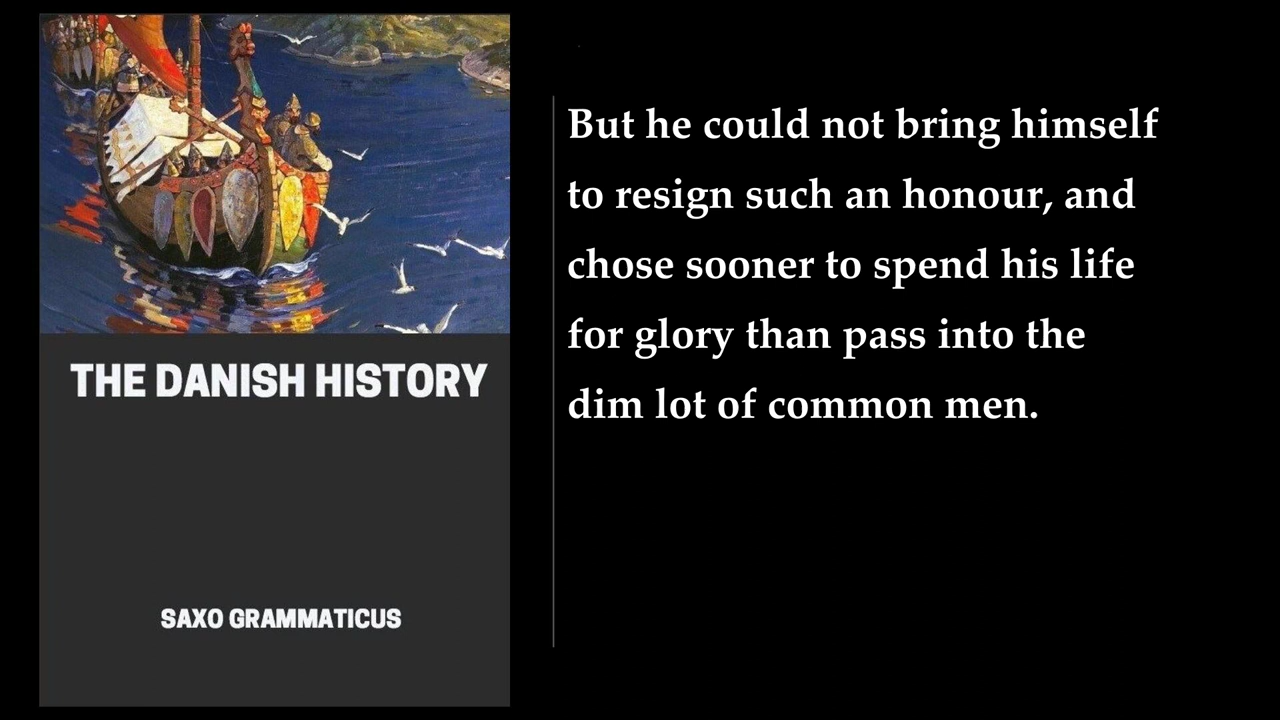 THE DANISH HISTORY
SAXO GRAMMATICUS
But he could not bring himself
to resign such an honour, and
chose sooner to spend his life
for glory than pass into the
dim lot of common men.